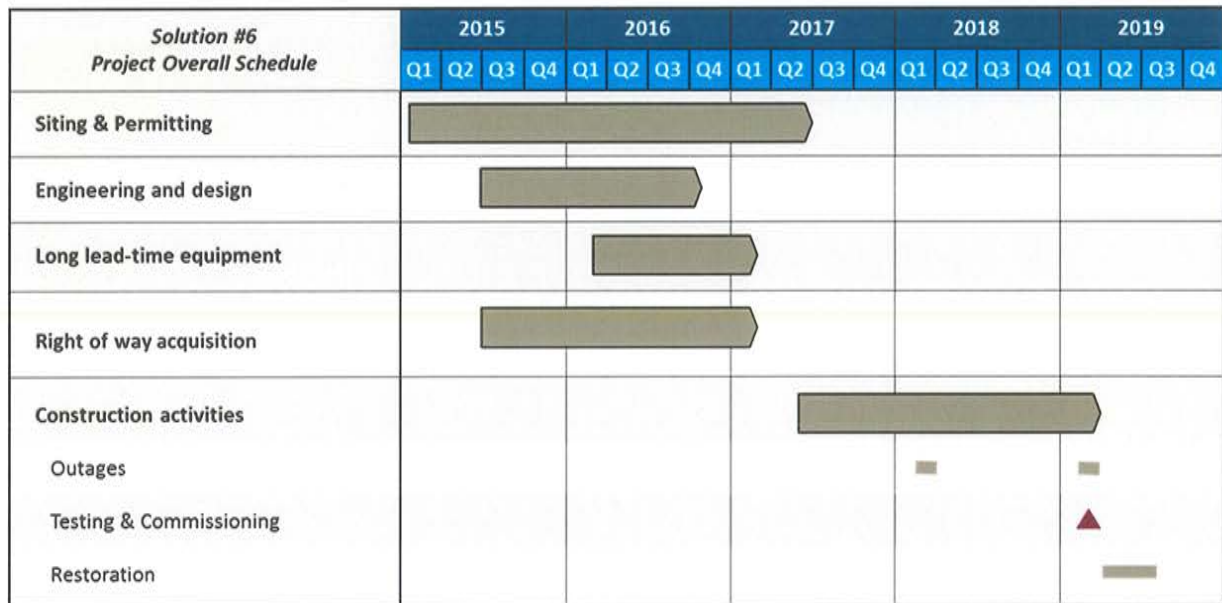 Solution #6
Project Overall Schedule
2015 2016 2017 2018 2019
Q1 Q2 Q3 Q4 Q1 Q2 Q3 Q4 Q1 Q2 Q3 Q4 Q1 Q2 Q3 Q4 Q1 Q2 Q3 Q4
Siting & Permitting
Engineering and design
Long lead-time equipment
Right of way acquisition
Construction activities
Outages
Testing & Commissioning
Restoration